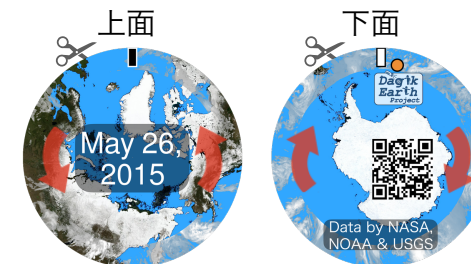 上面
下面
May 26,
2015
Dagik
Earth
Project
Data by NASA,
NOAA & USGS